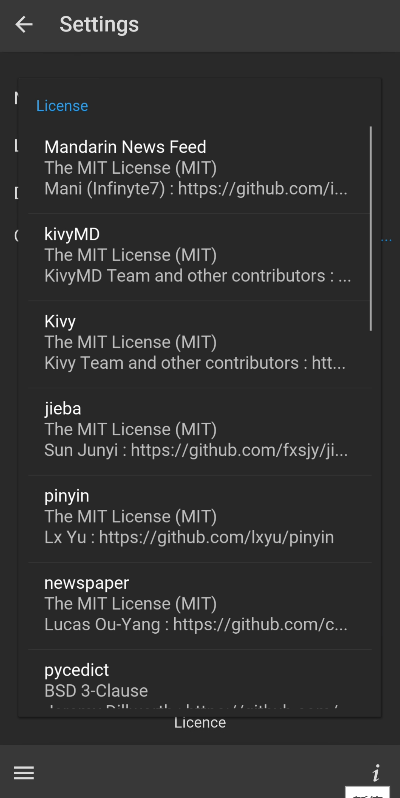 Settings
License
Mandarin News Feed
The MIT License (MIT)
Mani (Infinyte7) : https://github.com/i...
kivyMD
The MIT License (MIT)
KivyMD Team and other contributors : ...
Kivy
The MIT License (MIT)
Kivy Team and other contributors : htt...
jieba
The MIT License (MIT)
Sun Junyi : https://github.com/fxsjy/ji...
pinyin
The MIT License (MIT)
Lx Yu : https://github.com/lxyu/pinyin
newspaper
The MIT License (MIT)
Lucas Ou-Yang : https://github.com/c...
pycedict
BSD 3-Clause
Licence
i